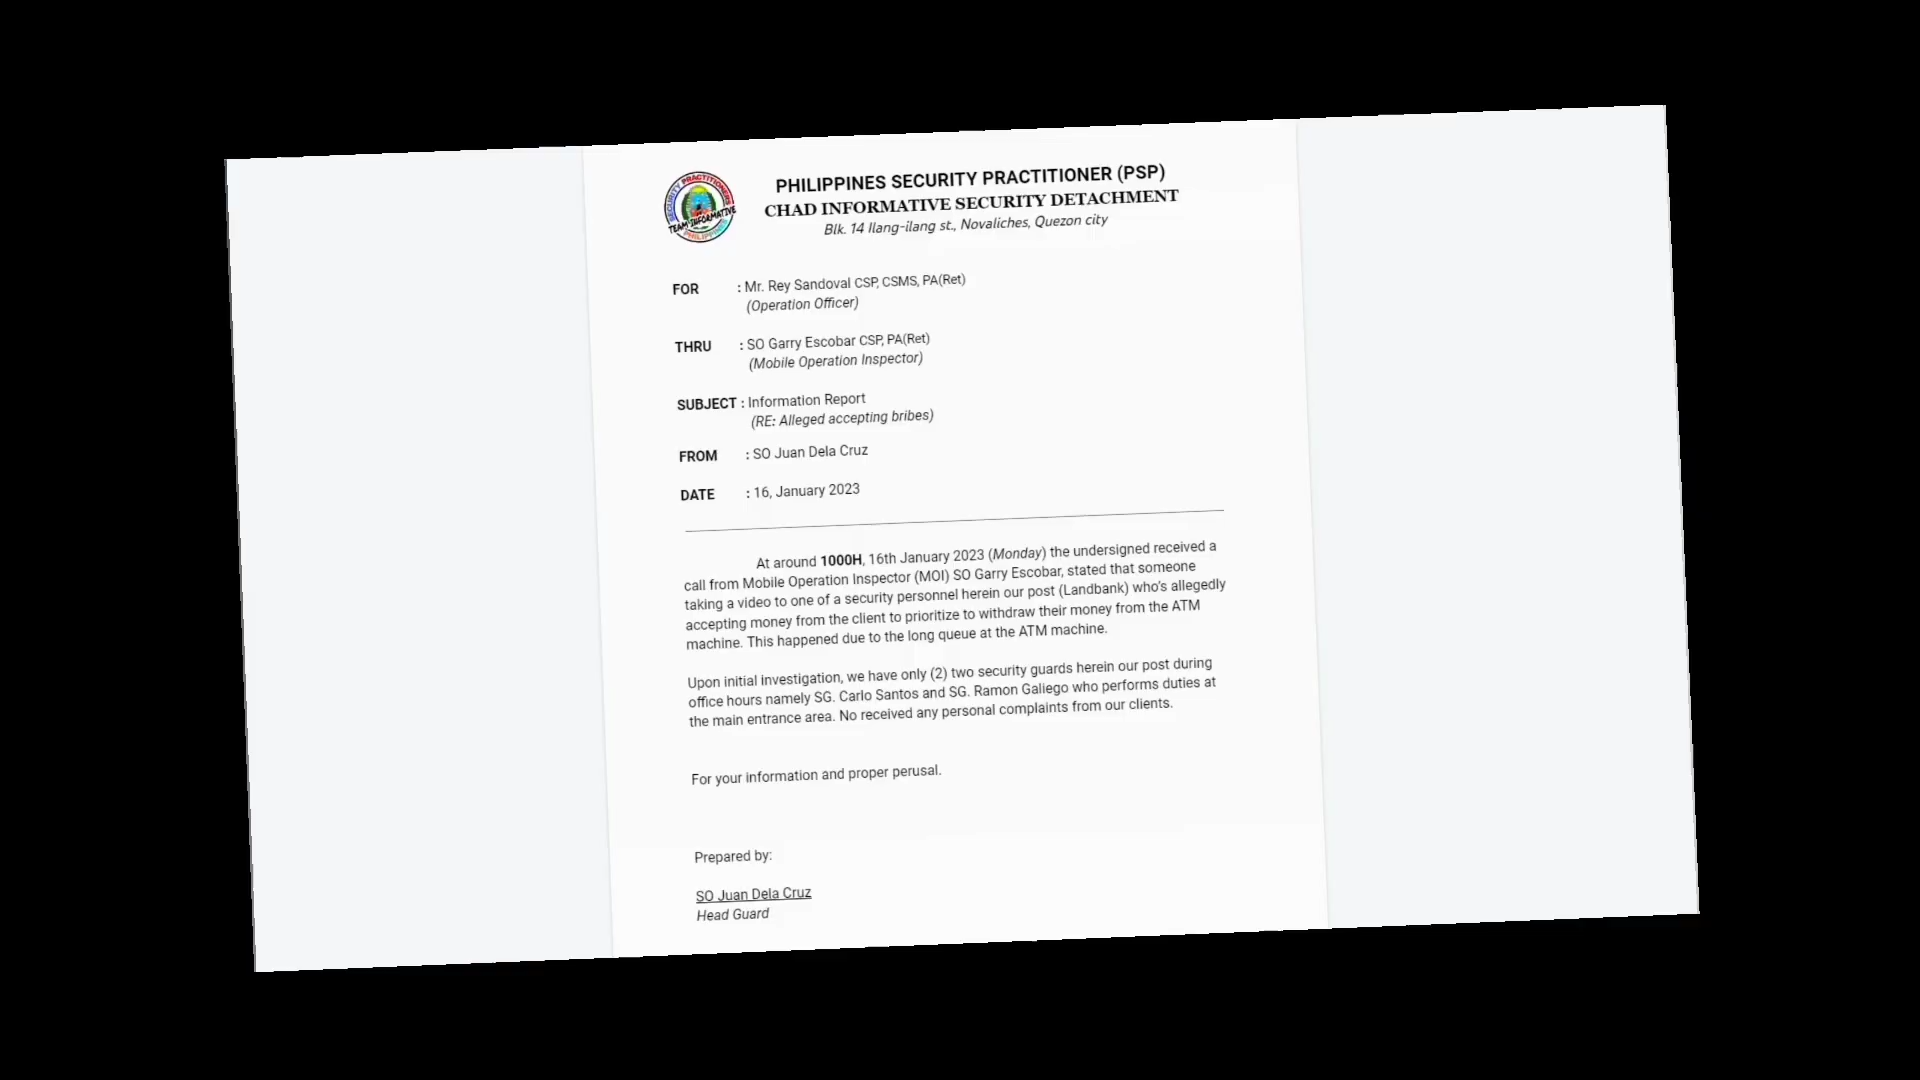 PHILIPPINES SECURITY PRACTITIONER (PSP)
CHAD INFORMATIVE SECURITY DETACHMENT
Blk. 14 Ilang-ilang st., Novaliches, Quezon city
SECURITY PRACTITIONERS
TEAM INFORMATIVE
PHILIPPINES
FOR : Mr. Rey Sandoval CSP, CSMS, PA(Ret)
(Operation Officer)
THRU : SO Garry Escobar CSP, PA(Ret)
(Mobile Operation Inspector)
SUBJECT : Information Report
(RE: Alleged accepting bribes)
FROM : SO Juan Dela Cruz
DATE : 16, January 2023
At around 1000H, 16th January 2023 (Monday) the undersigned received a
call from Mobile Operation Inspector (MOI) SO Garry Escobar, stated that someone
taking a video to one of a security personnel herein our post (Landbank) who's allegedly
accepting money from the client to prioritize to withdraw their money from the ATM
machine. This happened due to the long queue at the ATM machine.
Upon initial investigation, we have only (2) two security guards herein our post during
office hours namely SG. Carlo Santos and SG. Ramon Galiego who performs duties at
the main entrance area. No received any personal complaints from our clients.
For your information and proper perusal.
Prepared by:
SO Juan Dela Cruz
Head Guard